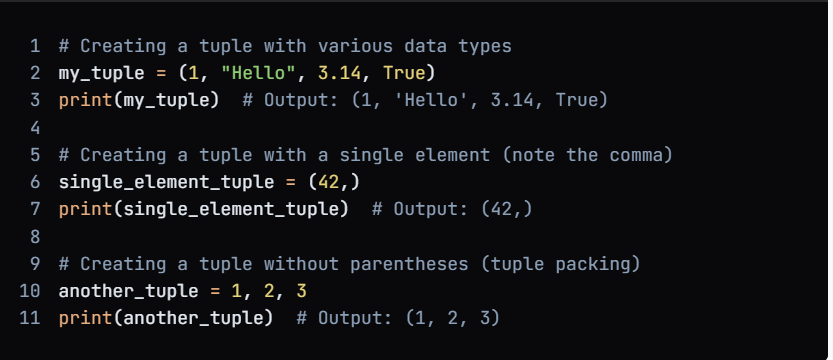 1 # Creating a tuple with various data types
2 my_tuple = (1, "Hello", 3.14, True)
3 print(my_tuple)  # Output: (1, 'Hello', 3.14, True)
4
5 # Creating a tuple with a single element (note the comma)
6 single_element_tuple = (42,)
7 print(single_element_tuple)  # Output: (42,)
8
9 # Creating a tuple without parentheses (tuple packing)
10 another_tuple = 1, 2, 3
11 print(another_tuple)  # Output: (1, 2, 3)